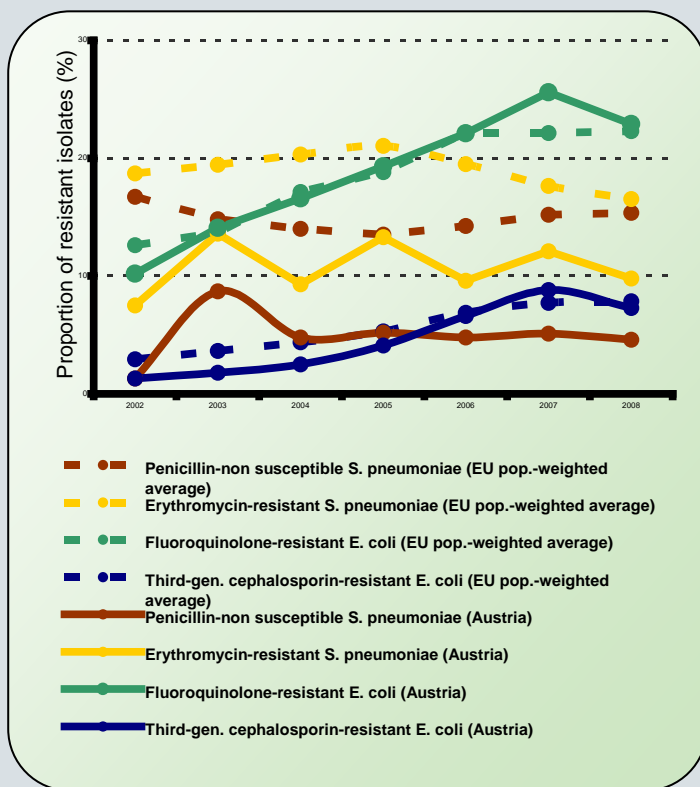 Proportion of resistant isolates (%)
30
20
10
0
2002 2003 2004 2005 2006 2007 2008
Penicillin-non susceptible S. pneumoniae (EU pop.-weighted
average)
Erythromycin-resistant S. pneumoniae (EU pop.-weighted average)
Fluoroquinolone-resistant E. coli (EU pop.-weighted average)
Third-gen. cephalosporin-resistant E. coli (EU pop.-weighted
average)
Penicillin-non susceptible S. pneumoniae (Austria)
Erythromycin-resistant S. pneumoniae (Austria)
Fluoroquinolone-resistant E. coli (Austria)
Third-gen. cephalosporin-resistant E. coli (Austria)